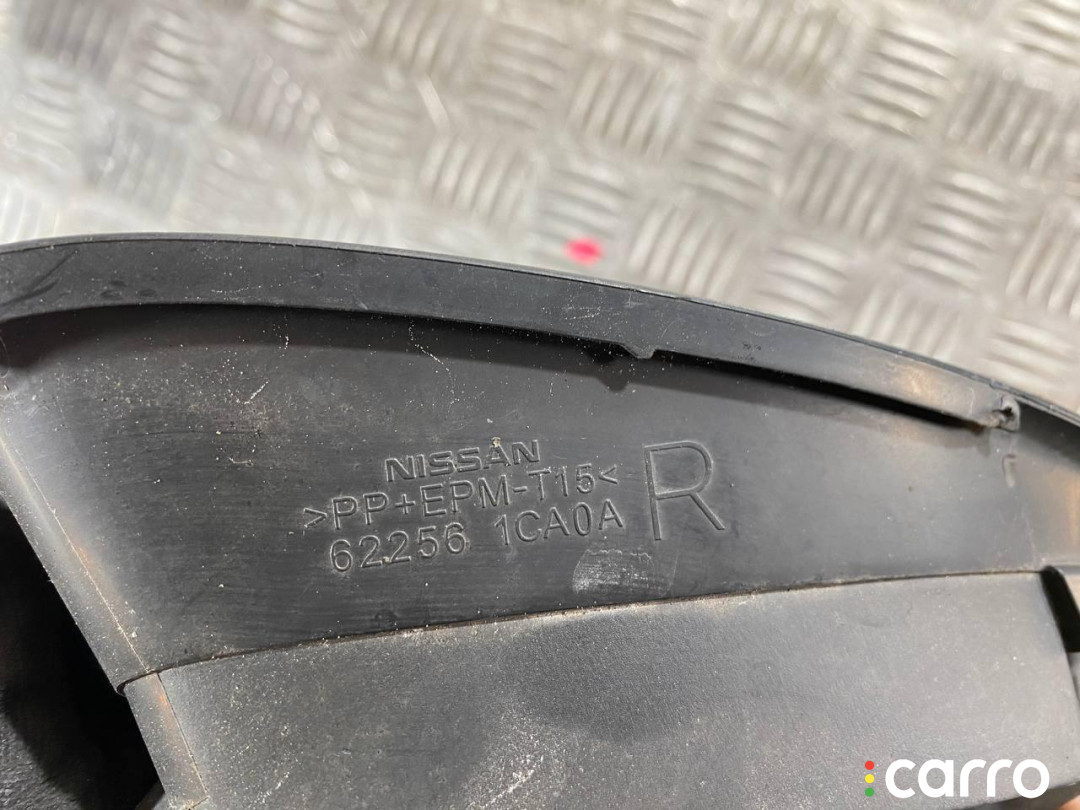 NISSAN
>PP+EPM-T15<
62256 1CA0A
R
carro